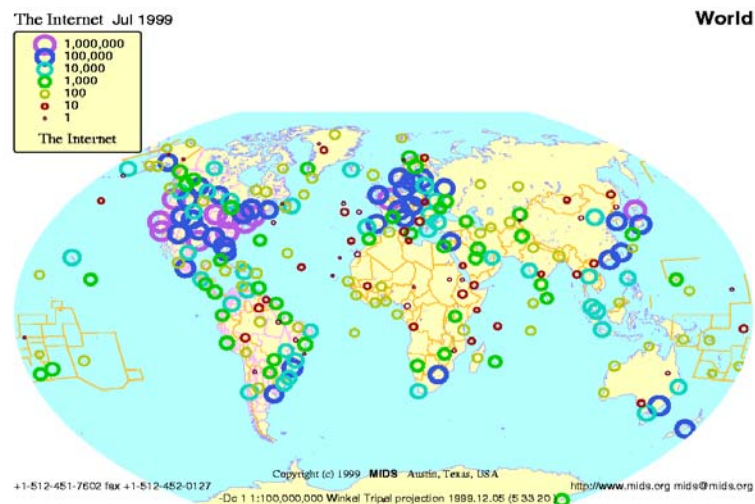 The Internet Jul 1999
World
1,000,000
100,000
10,000
1,000
100
10
1
The Internet
Copyright (c) 1999 MIDS Austin, Texas, USA
+1-512-451-7602 fax +1-512-452-0127
http://www.mids.org mids@mids.org
-Dc 1 1:100,000,000 Winkel Tripal projection 1999.12.05 (5 33 20)